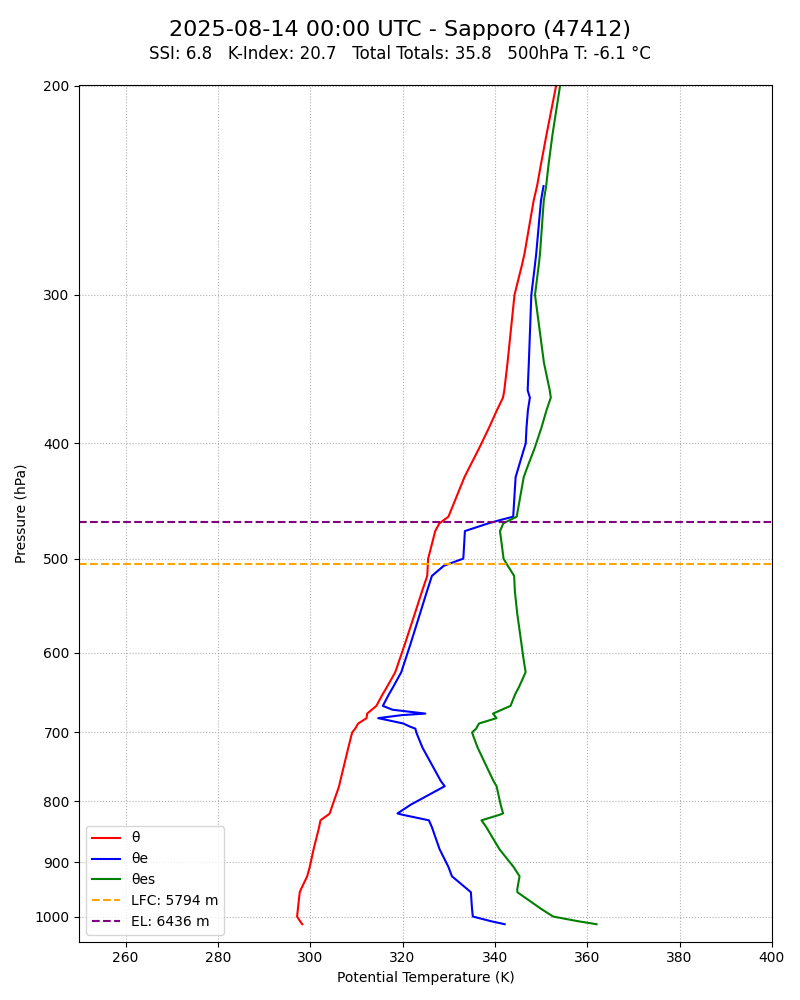 2025-08-14 00:00 UTC - Sapporo (47412)
SSI: 6.8   K-Index: 20.7   Total Totals: 35.8   500hPa T: -6.1 °C
200
300
400
500
600
700
800
900
1000
Pressure (hPa)
θ
θe
θes
LFC: 5794 m
EL: 6436 m
260 280 300 320 340 360 380 400
Potential Temperature (K)